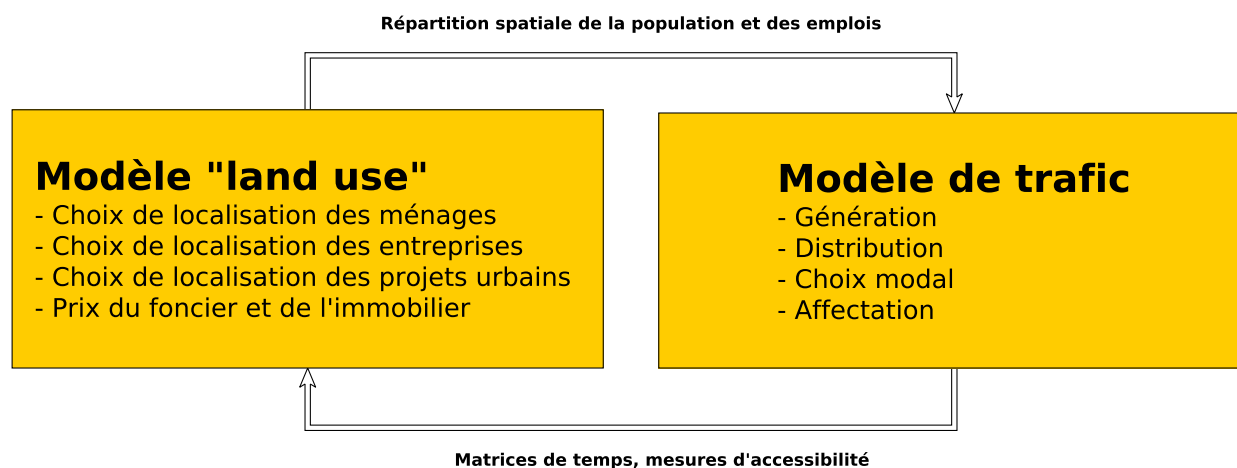 Répartition spatiale de la population et des emplois
Modèle "land use"
- Choix de localisation des ménages
- Choix de localisation des entreprises
- Choix de localisation des projets urbains
- Prix du foncier et de l'immobilier
Modèle de trafic
- Génération
- Distribution
- Choix modal
- Affectation
Matrices de temps, mesures d'accessibilité